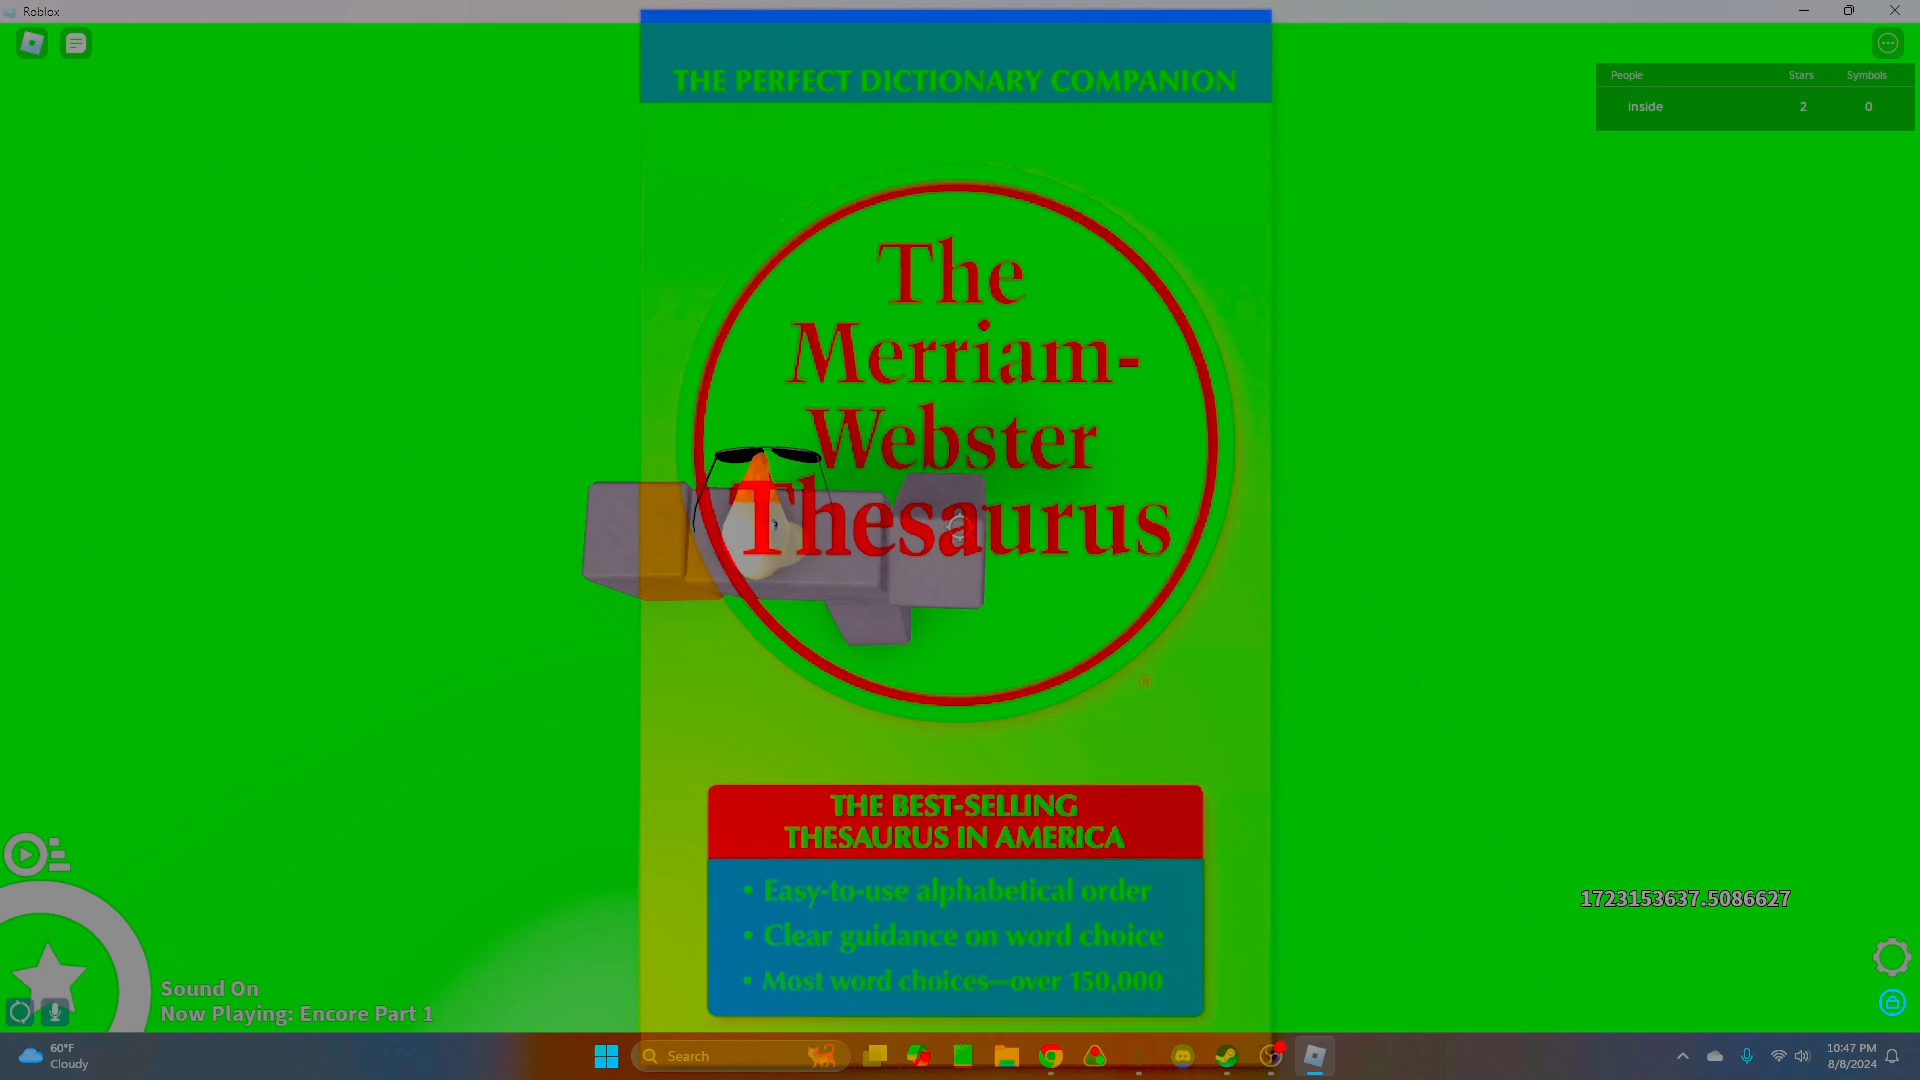 Roblox
THE PERFECT DICTIONARY COMPANION
People Stars Symbols
inside 2 0
The
Merriam-
Webster
Thesaurus
®
THE BEST-SELLING
THESAURUS IN AMERICA
• Easy-to-use alphabetical order
• Clear guidance on word choice
• Most word choices—over 150,000
1723153637.5086627
Sound On
Now Playing: Encore Part 1
60°F
Cloudy
Search
10:47 PM
8/8/2024